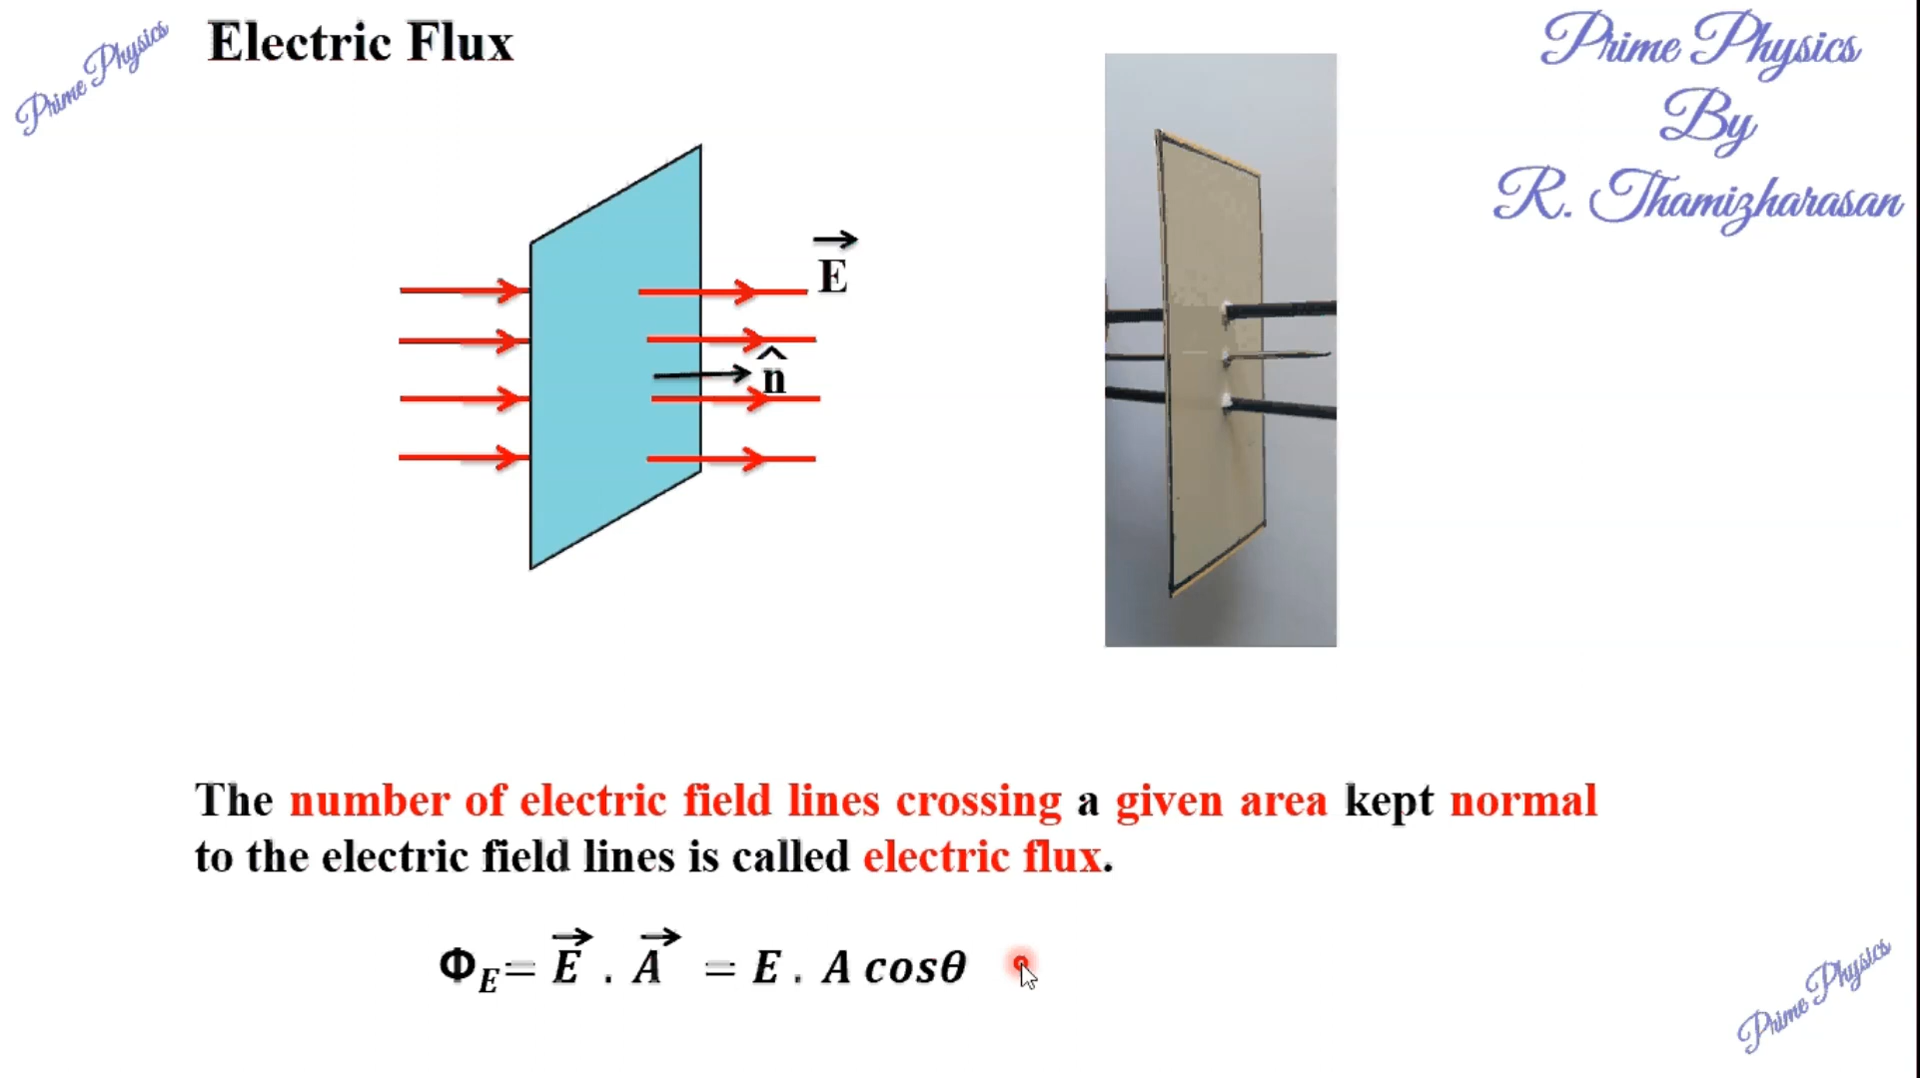 Prime Physics
Electric Flux
Prime Physics
By
R. Thamizharasan
E
n̂
The number of electric field lines crossing a given area kept normal
to the electric field lines is called electric flux.
Φ_E = E⃗ . A⃗ = E . A cosθ
Prime Physics